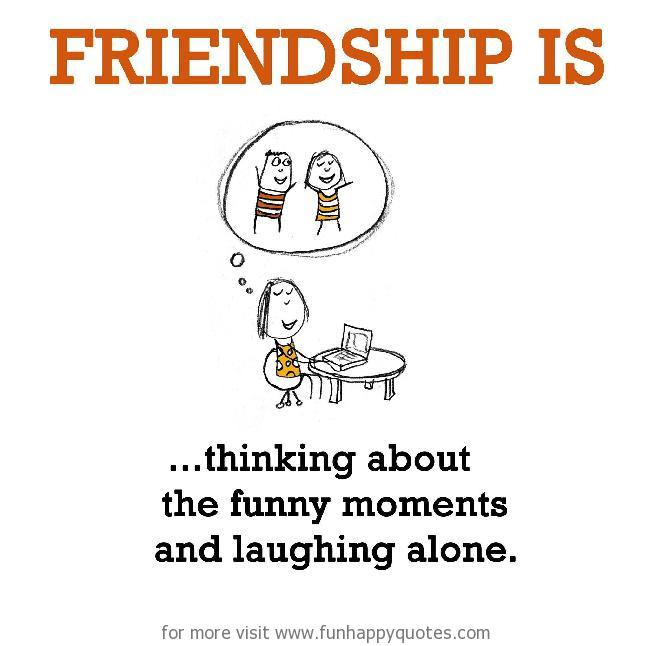 FRIENDSHIP IS
...thinking about
the funny moments
and laughing alone.
for more visit www.funhappyquotes.com